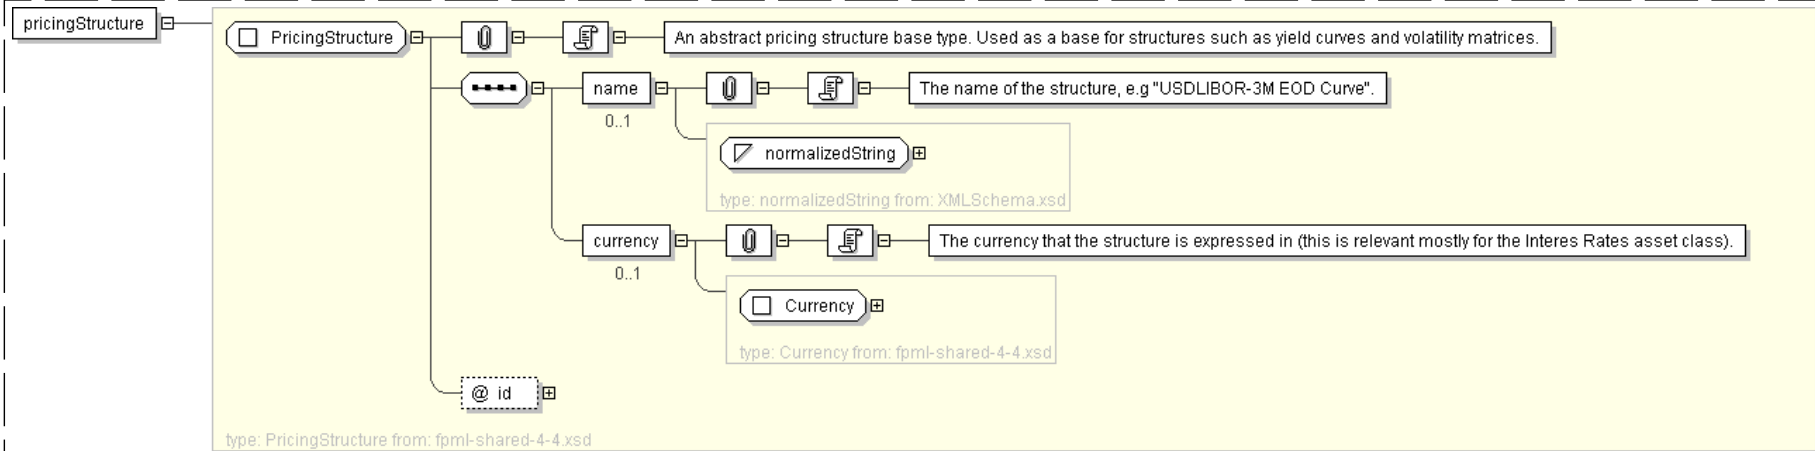 pricingStructure
PricingStructure
An abstract pricing structure base type. Used as a base for structures such as yield curves and volatility matrices.
name
The name of the structure, e.g "USDLIBOR-3M EOD Curve".
0..1
normalizedString
type: normalizedString from: XMLSchema.xsd
currency
The currency that the structure is expressed in (this is relevant mostly for the Interes Rates asset class).
0..1
Currency
type: Currency from: fpml-shared-4-4.xsd
@ id
type: PricingStructure from: fpml-shared-4-4.xsd